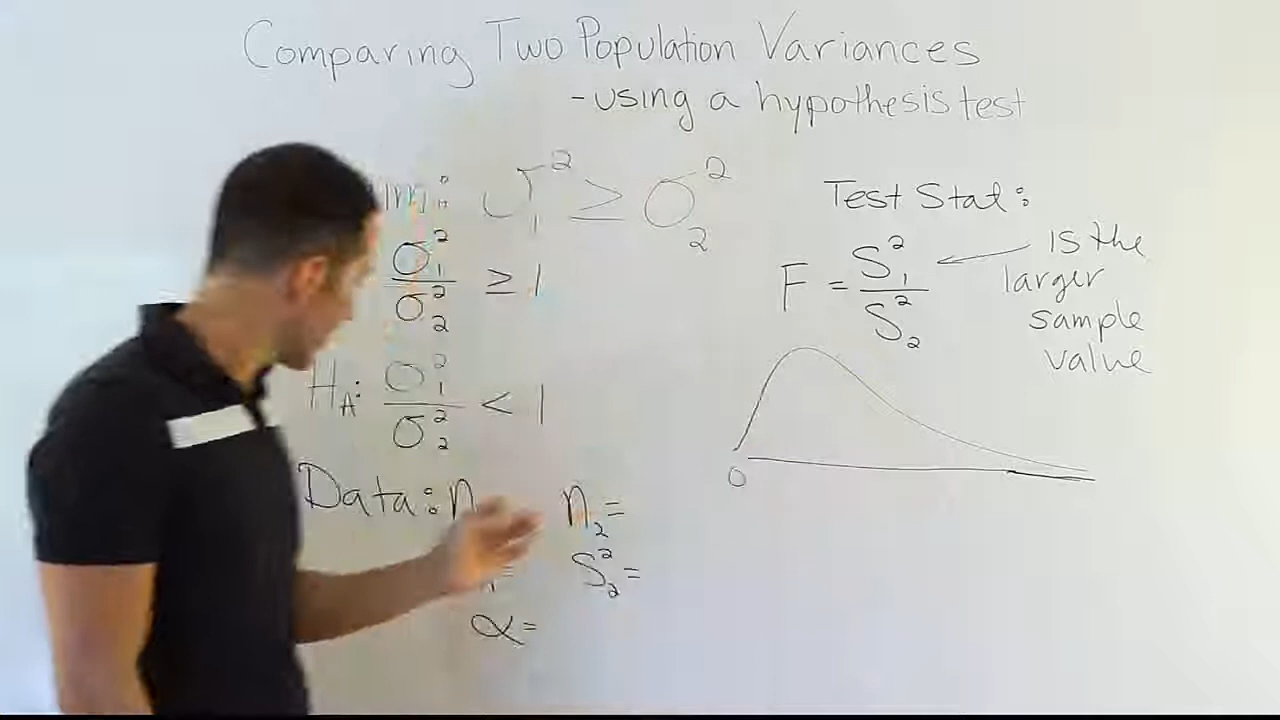 Comparing Two Population Variances
- using a hypothesis test
σ₁² ≥ σ₂²
σ₁²/σ₂² ≥ 1
H_A: σ₁²/σ₂² < 1
Data: n n₂=
S₂²=
α=
Test Stat:
F = S₁²/S₂² ← is the
larger
sample
value
0